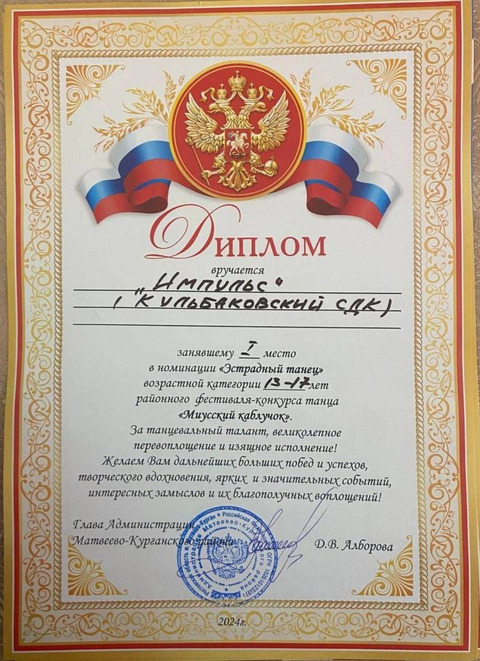 Диплом
вручается
„Импульс"
(Кульбаковский СДК)
занявшему I место
в номинации «Эстрадный танец»
возрастной категории 13-17 лет
районного фестиваля-конкурса танца
«Миусский каблучок».
За танцевальный талант, великолепное
перевоплощение и изящное исполнение!
Желаем Вам дальнейших больших побед и успехов,
творческого вдохновения, ярких и значительных событий,
интересных замыслов и их благополучных воплощений!
Глава Администрации
Матвеево-Курганского района
Д.В. Алборова
2024г.